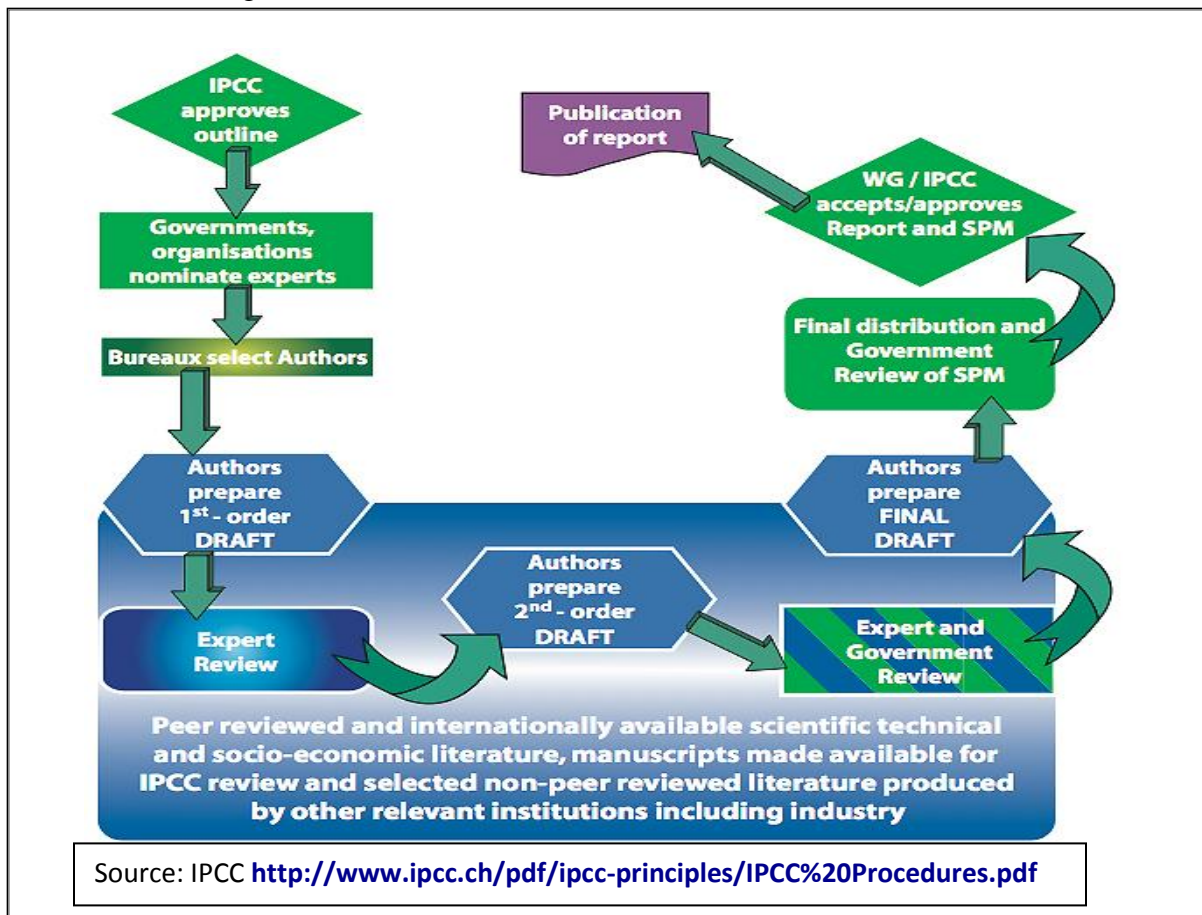 IPCC
approves
outline
Governments,
organisations
nominate experts
Bureaux select Authors
Authors
prepare
1st - order
DRAFT
Expert
Review
Authors
prepare
2nd - order
DRAFT
Expert and
Government
Review
Authors
prepare
FINAL
DRAFT
Final distribution and
Government
Review of SPM
WG / IPCC
accepts/approves
Report and SPM
Publication
of report
Peer reviewed and internationally available scientific technical
and socio-economic literature, manuscripts made available for
IPCC review and selected non-peer reviewed literature produced
by other relevant institutions including industry
Source: IPCC http://www.ipcc.ch/pdf/ipcc-principles/IPCC%20Procedures.pdf